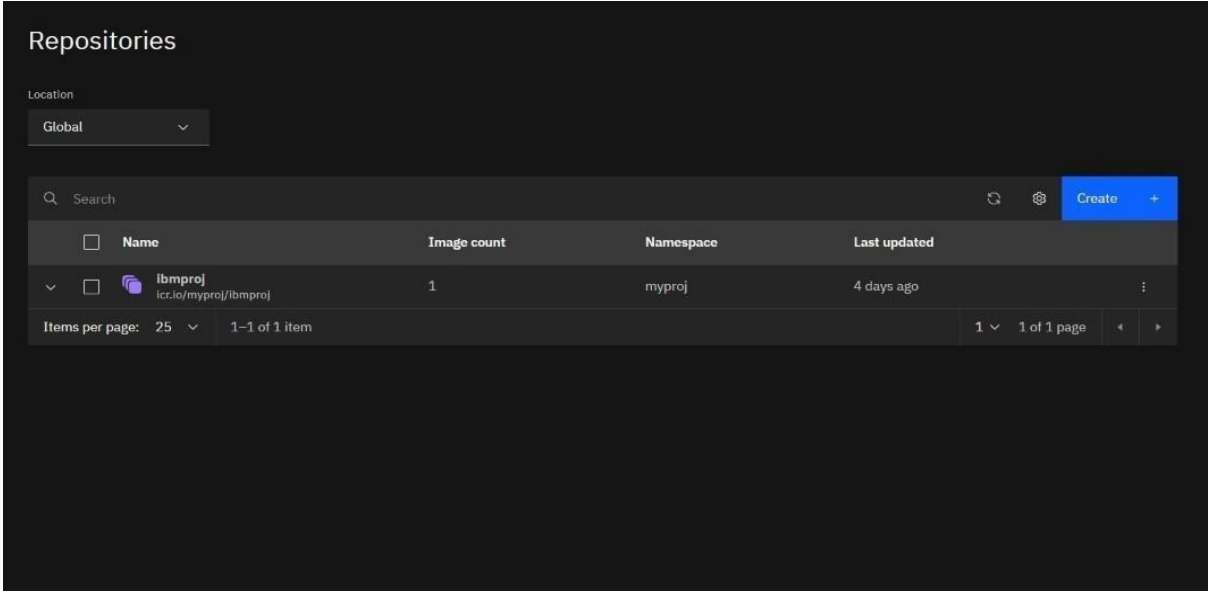 Repositories
Location
Global
Search
Create +
Name Image count Namespace Last updated
ibmproj
icr.io/myproj/ibmproj
1 myproj 4 days ago
Items per page: 25 1–1 of 1 item 1 1 of 1 page